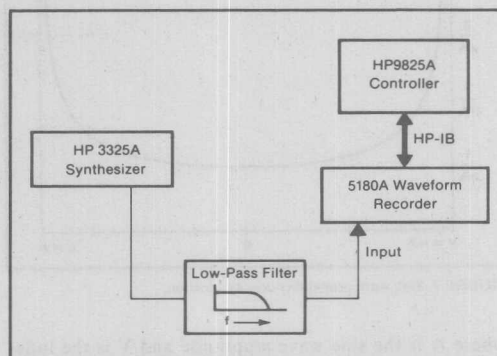 HP9825A
Controller
HP-IB
HP 3325A
Synthesizer
5180A Waveform
Recorder
Input
Low-Pass Filter
f